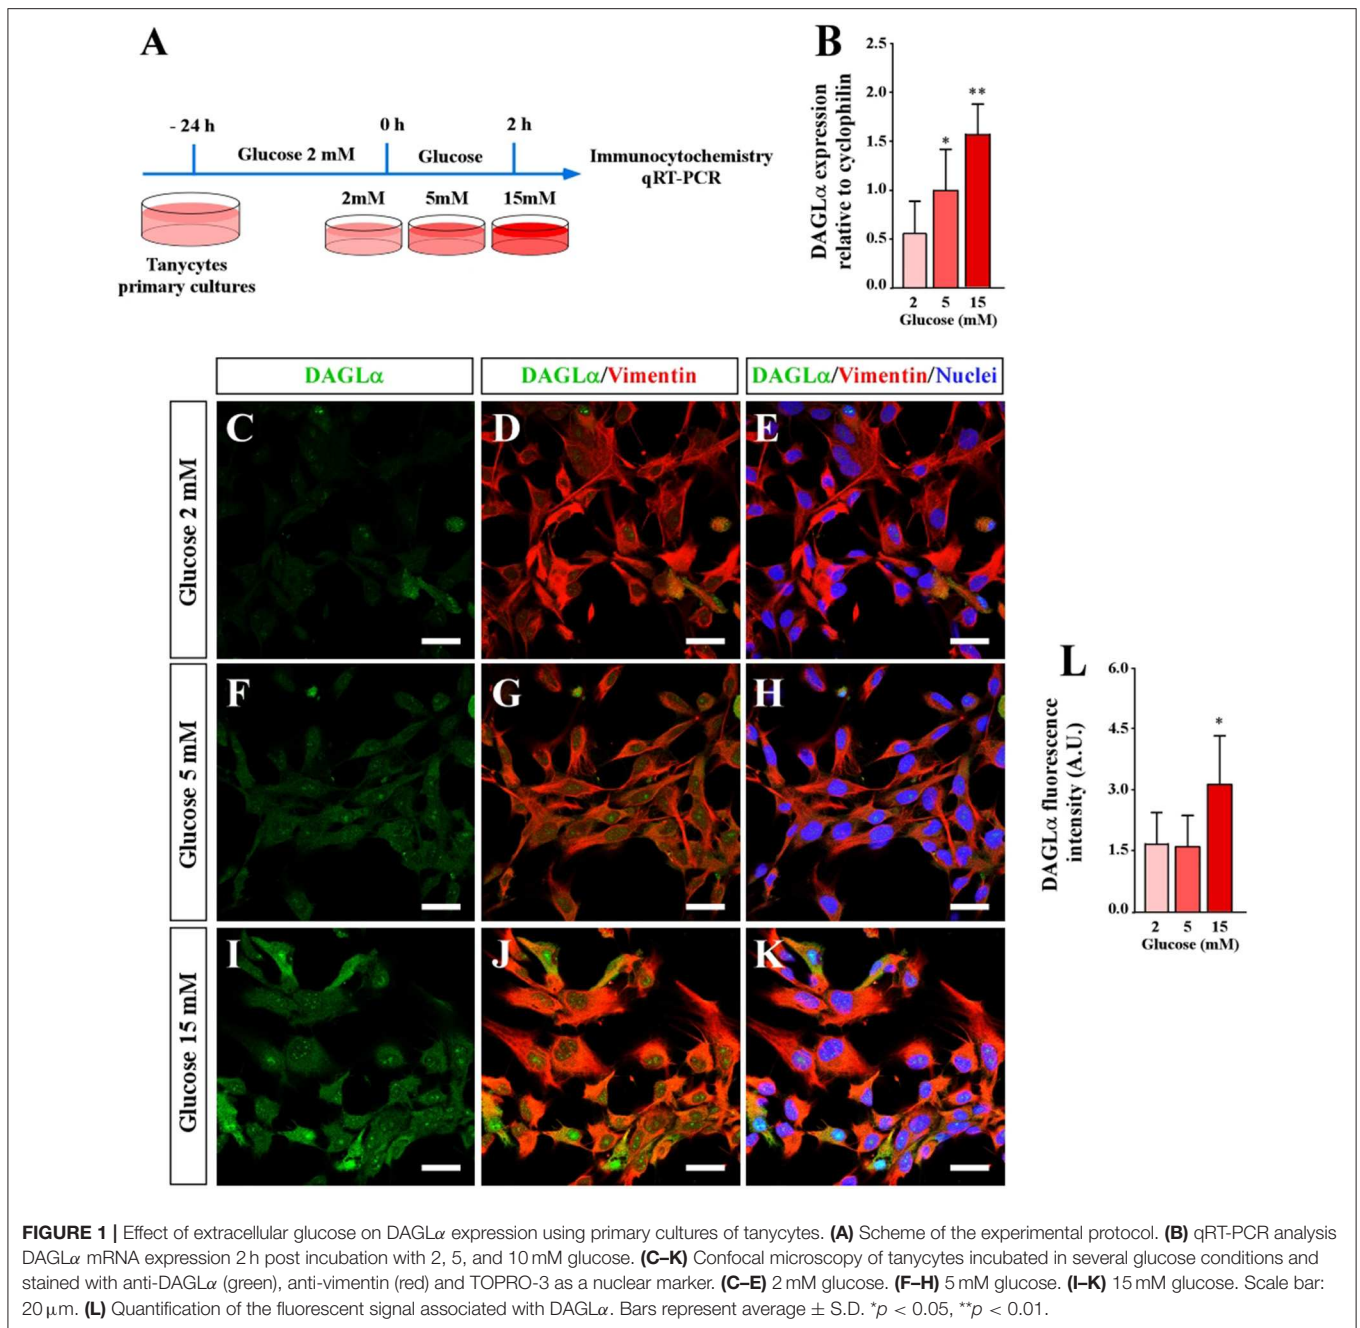 A
- 24 h
0 h
2 h
Glucose 2 mM
Glucose
Immunocytochemistry
qRT-PCR
2mM
5mM
15mM
Tanycytes
primary cultures
B
DAGLα expression
relative to cyclophilin
2.5
2.0
1.5
1.0
0.5
0.0
*
**
2 5 15
Glucose (mM)
DAGLα
DAGLα/Vimentin
DAGLα/Vimentin/Nuclei
Glucose 2 mM
C
D
E
Glucose 5 mM
F
G
H
Glucose 15 mM
I
J
K
L
DAGLα fluorescence
intensity (A.U.)
6.0
4.5
3.0
1.5
0.0
*
2 5 15
Glucose (mM)
FIGURE 1 | Effect of extracellular glucose on DAGLα expression using primary cultures of tanycytes. (A) Scheme of the experimental protocol. (B) qRT-PCR analysis
DAGLα mRNA expression 2 h post incubation with 2, 5, and 10 mM glucose. (C–K) Confocal microscopy of tanycytes incubated in several glucose conditions and
stained with anti-DAGLα (green), anti-vimentin (red) and TOPRO-3 as a nuclear marker. (C–E) 2 mM glucose. (F–H) 5 mM glucose. (I–K) 15 mM glucose. Scale bar:
20 μm. (L) Quantification of the fluorescent signal associated with DAGLα. Bars represent average ± S.D. *p < 0.05, **p < 0.01.